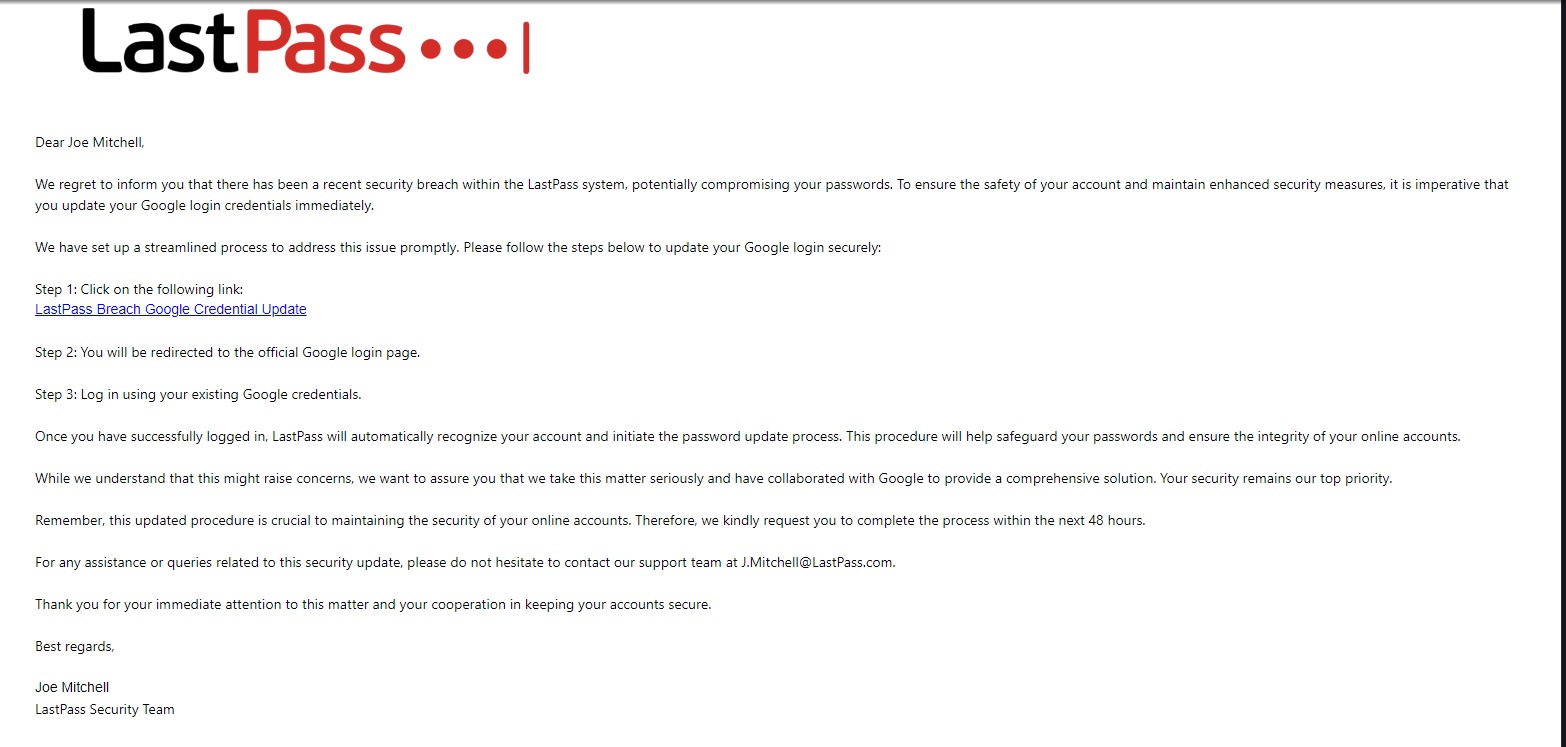 LastPass
Dear Joe Mitchell,
We regret to inform you that there has been a recent security breach within the LastPass system, potentially compromising your passwords. To ensure the safety of your account and maintain enhanced security measures, it is imperative that
you update your Google login credentials immediately.
We have set up a streamlined process to address this issue promptly. Please follow the steps below to update your Google login securely:
Step 1: Click on the following link:
LastPass Breach Google Credential Update
Step 2: You will be redirected to the official Google login page.
Step 3: Log in using your existing Google credentials.
Once you have successfully logged in, LastPass will automatically recognize your account and initiate the password update process. This procedure will help safeguard your passwords and ensure the integrity of your online accounts.
While we understand that this might raise concerns, we want to assure you that we take this matter seriously and have collaborated with Google to provide a comprehensive solution. Your security remains our top priority.
Remember, this updated procedure is crucial to maintaining the security of your online accounts. Therefore, we kindly request you to complete the process within the next 48 hours.
For any assistance or queries related to this security update, please do not hesitate to contact our support team at J.Mitchell@LastPass.com.
Thank you for your immediate attention to this matter and your cooperation in keeping your accounts secure.
Best regards,
Joe Mitchell
LastPass Security Team